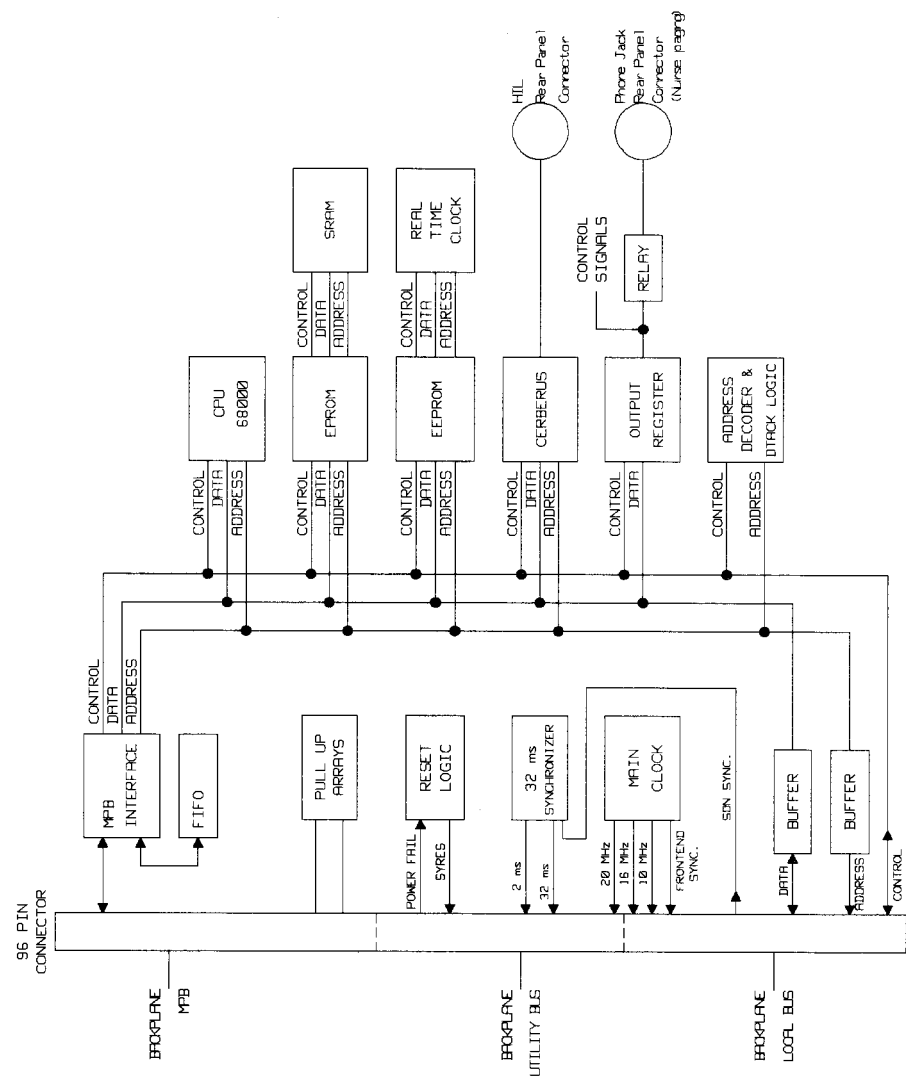 96 PIN
CONNECTOR
BACKPLANE
MPB
BACKPLANE
UTILITY BUS
BACKPLANE
LOCAL BUS
MPB
INTERFACE
FIFO
CONTROL
DATA
ADDRESS
PULL UP
ARRAYS
POWER FAIL
SYRES
RESET
LOGIC
2 ms
32 ms
32 ms
SYNCHRONIZER
20 MHz
16 MHz
10 MHz
FRONTEND
SYNC.
MAIN
CLOCK
SDN SYNC.
DATA
BUFFER
ADDRESS
BUFFER
CONTROL
CONTROL
DATA
ADDRESS
CPU
68000
CONTROL
DATA
ADDRESS
EPROM
CONTROL
DATA
ADDRESS
SRAM
CONTROL
DATA
ADDRESS
EEPROM
CONTROL
DATA
ADDRESS
REAL
TIME
CLOCK
CONTROL
DATA
ADDRESS
CERBERUS
HIL
Rear Panel
Connector
CONTROL
DATA
OUTPUT
REGISTER
CONTROL
SIGNALS
RELAY
Phone Jack
Rear Panel
Connector
(Nurse paging)
CONTROL
ADDRESS
ADDRESS
DECODER &
DTACK LOGIC